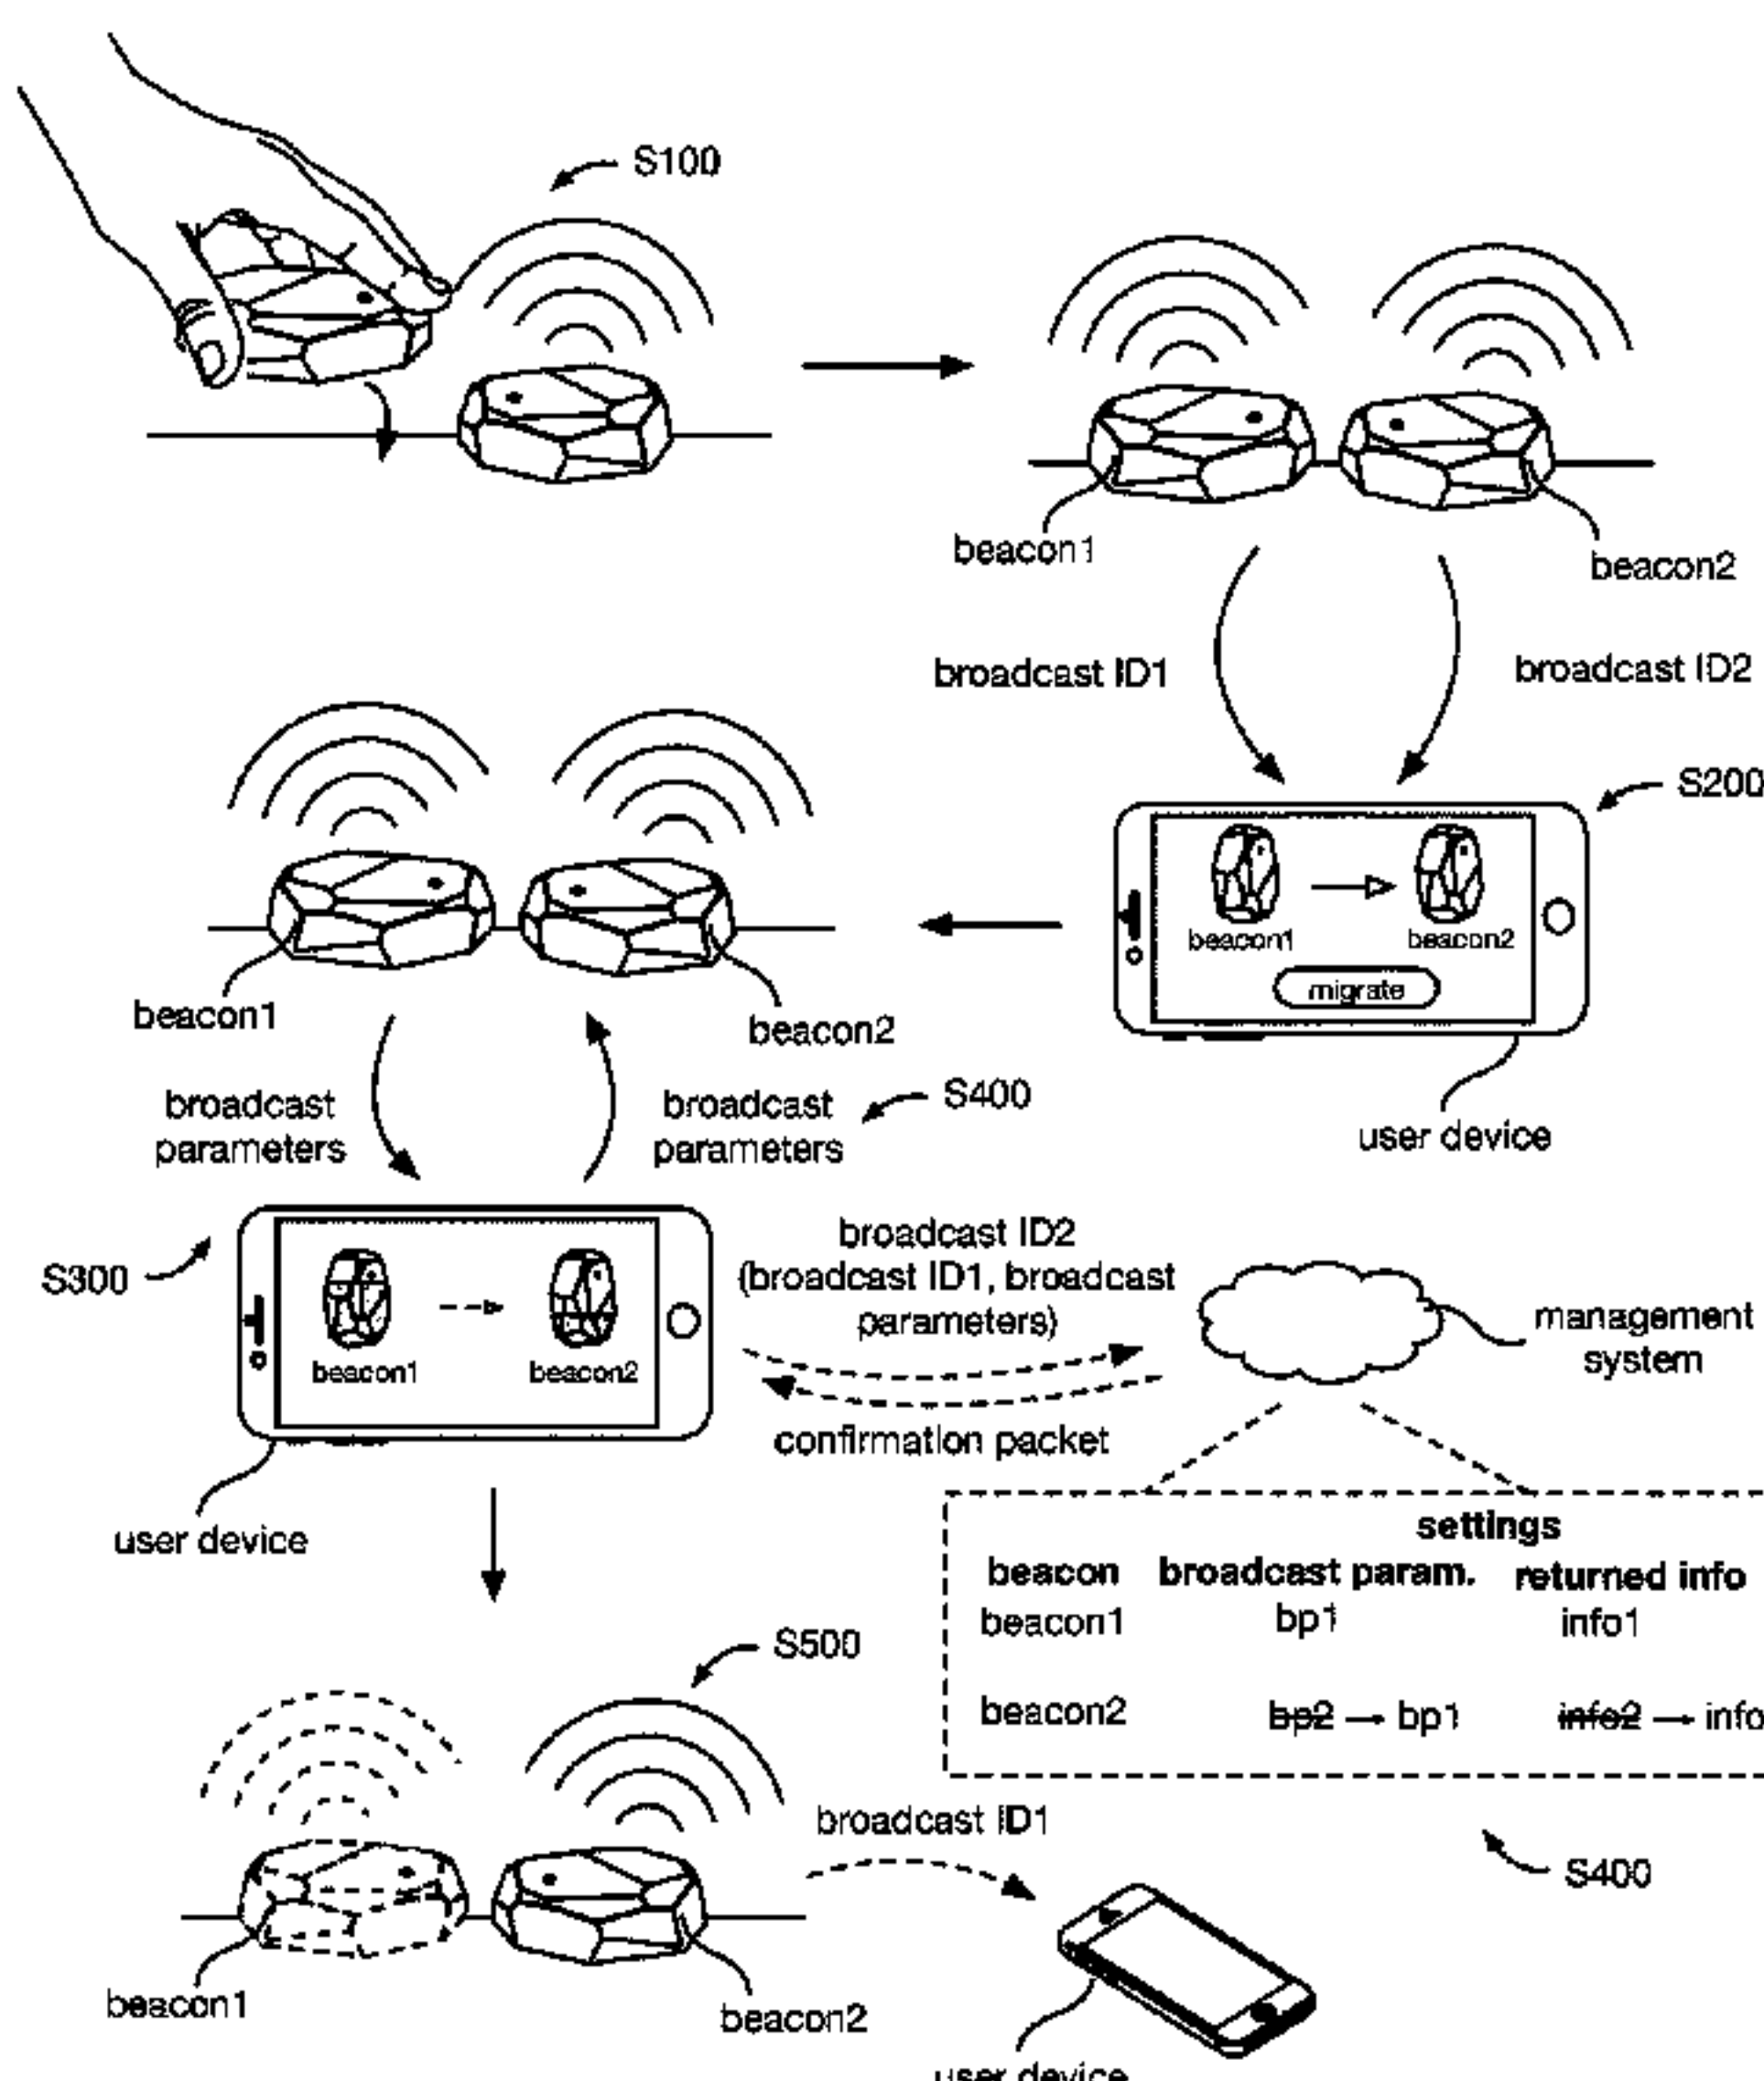 S100
beacon1
beacon2
broadcast ID1
broadcast ID2
S200
beacon1
beacon2
migrate
user device
beacon1
beacon2
broadcast
parameters
broadcast
parameters
S400
S300
beacon1
beacon2
user device
broadcast ID2
(broadcast ID1, broadcast
parameters)
confirmation packet
management
system
settings
beacon broadcast param. returned info
beacon1 bp1 info1
beacon2 bp2 → bp1 info2 → info
S400
S500
beacon1
beacon2
broadcast ID1
user device